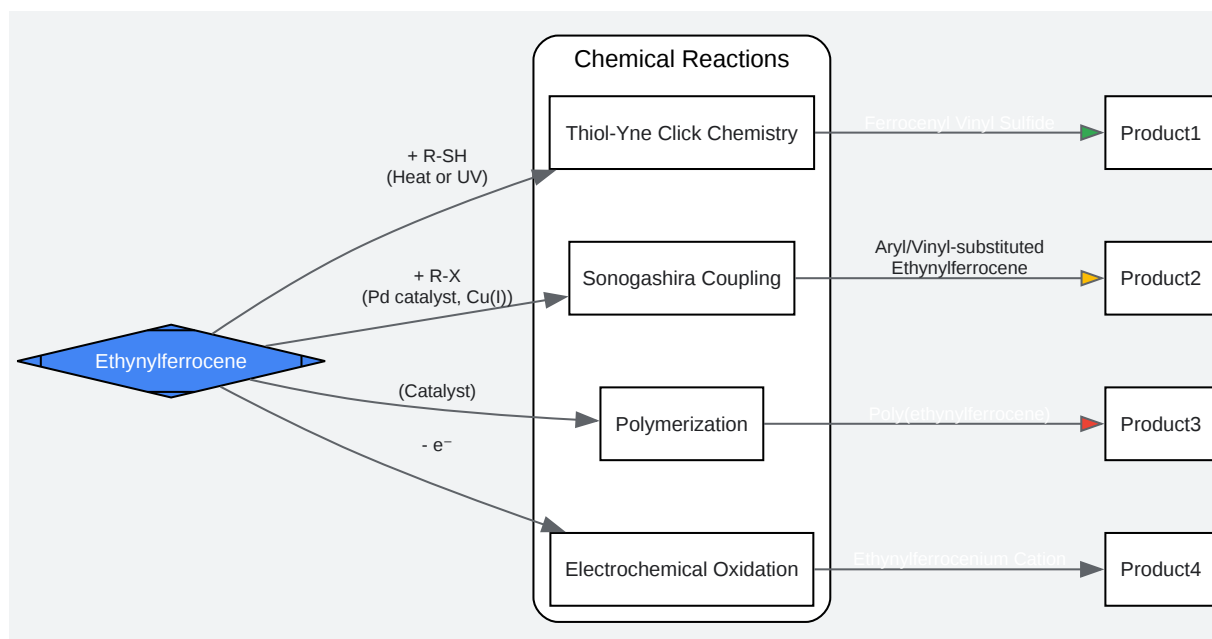 Chemical Reactions
Thiol-Yne Click Chemistry
Ferrocenyl Vinyl Sulfide
Product1
+ R-SH
(Heat or UV)
Aryl/Vinyl-substituted
Ethynylferrocene
Sonogashira Coupling
Product2
+ R-X
(Pd catalyst, Cu(I))
Ethynylferrocene
(Catalyst)
Polymerization
Poly(ethynylferrocene)
Product3
- e⁻
Electrochemical Oxidation
Ethynylferrocenium Cation
Product4